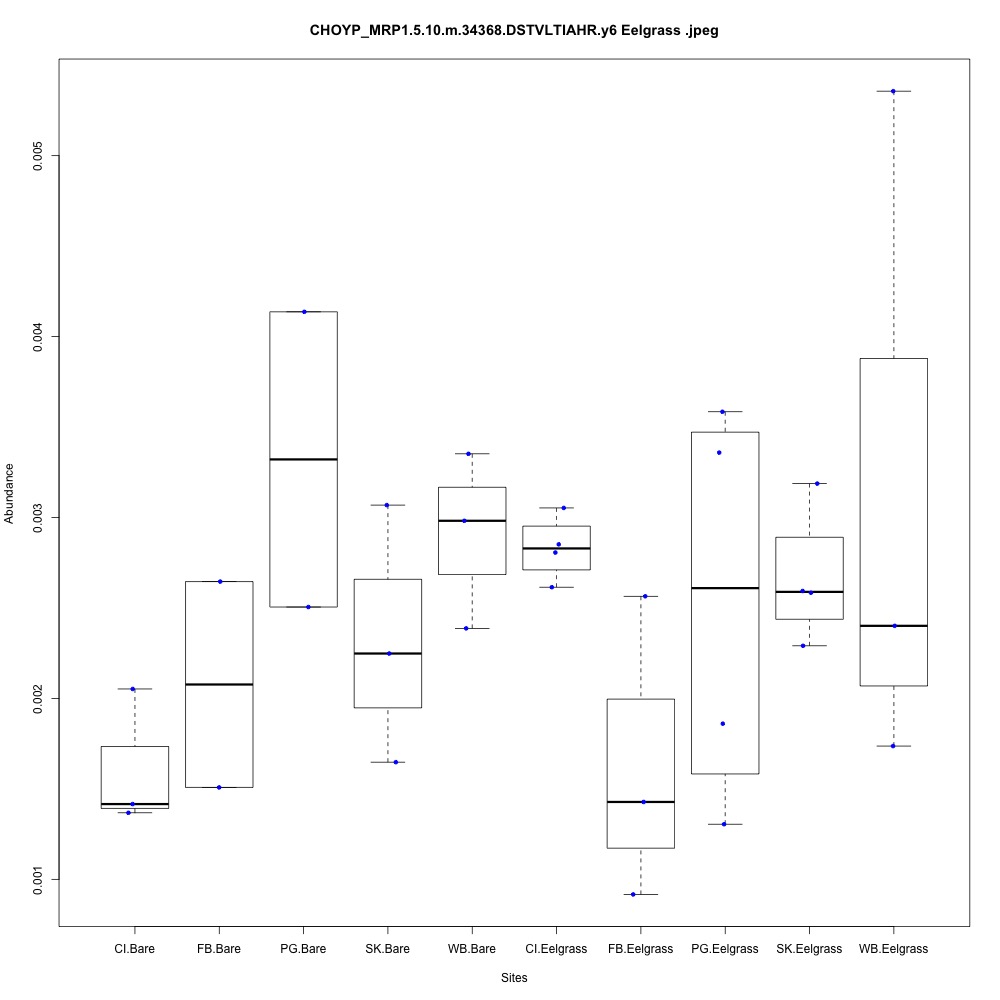 CHOYP_MRP1.5.10.m.34368.DSTVLTIAHR.y6 Eelgrass .jpeg
Abundance
0.005
0.004
0.003
0.002
0.001
CI.Bare FB.Bare PG.Bare SK.Bare WB.Bare CI.Eelgrass FB.Eelgrass PG.Eelgrass SK.Eelgrass WB.Eelgrass
Sites